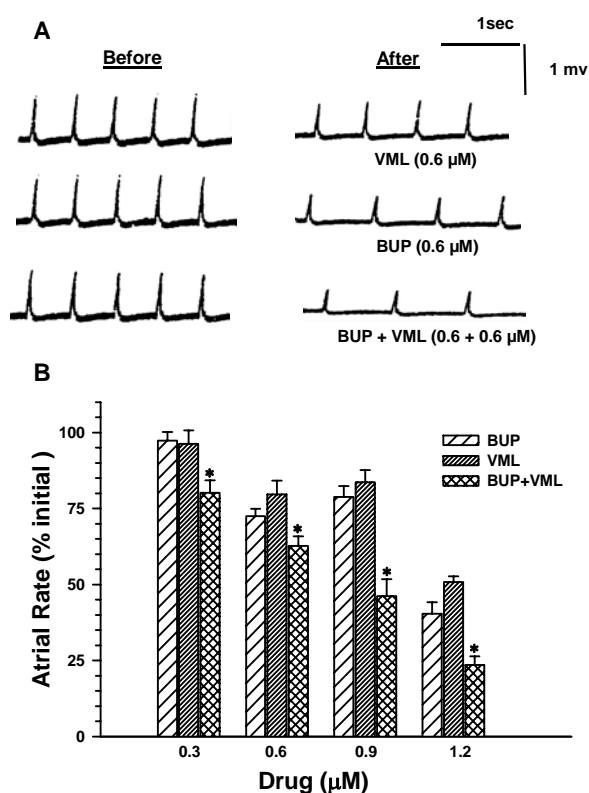 A
1sec
Before
After
1 mv
VML (0.6 µM)
BUP (0.6 µM)
BUP + VML (0.6 + 0.6 µM)
B
BUP
VML
BUP+VML
Atrial Rate (% initial )
100
75
50
25
0
* * * *
0.3 0.6 0.9 1.2
Drug (µM)